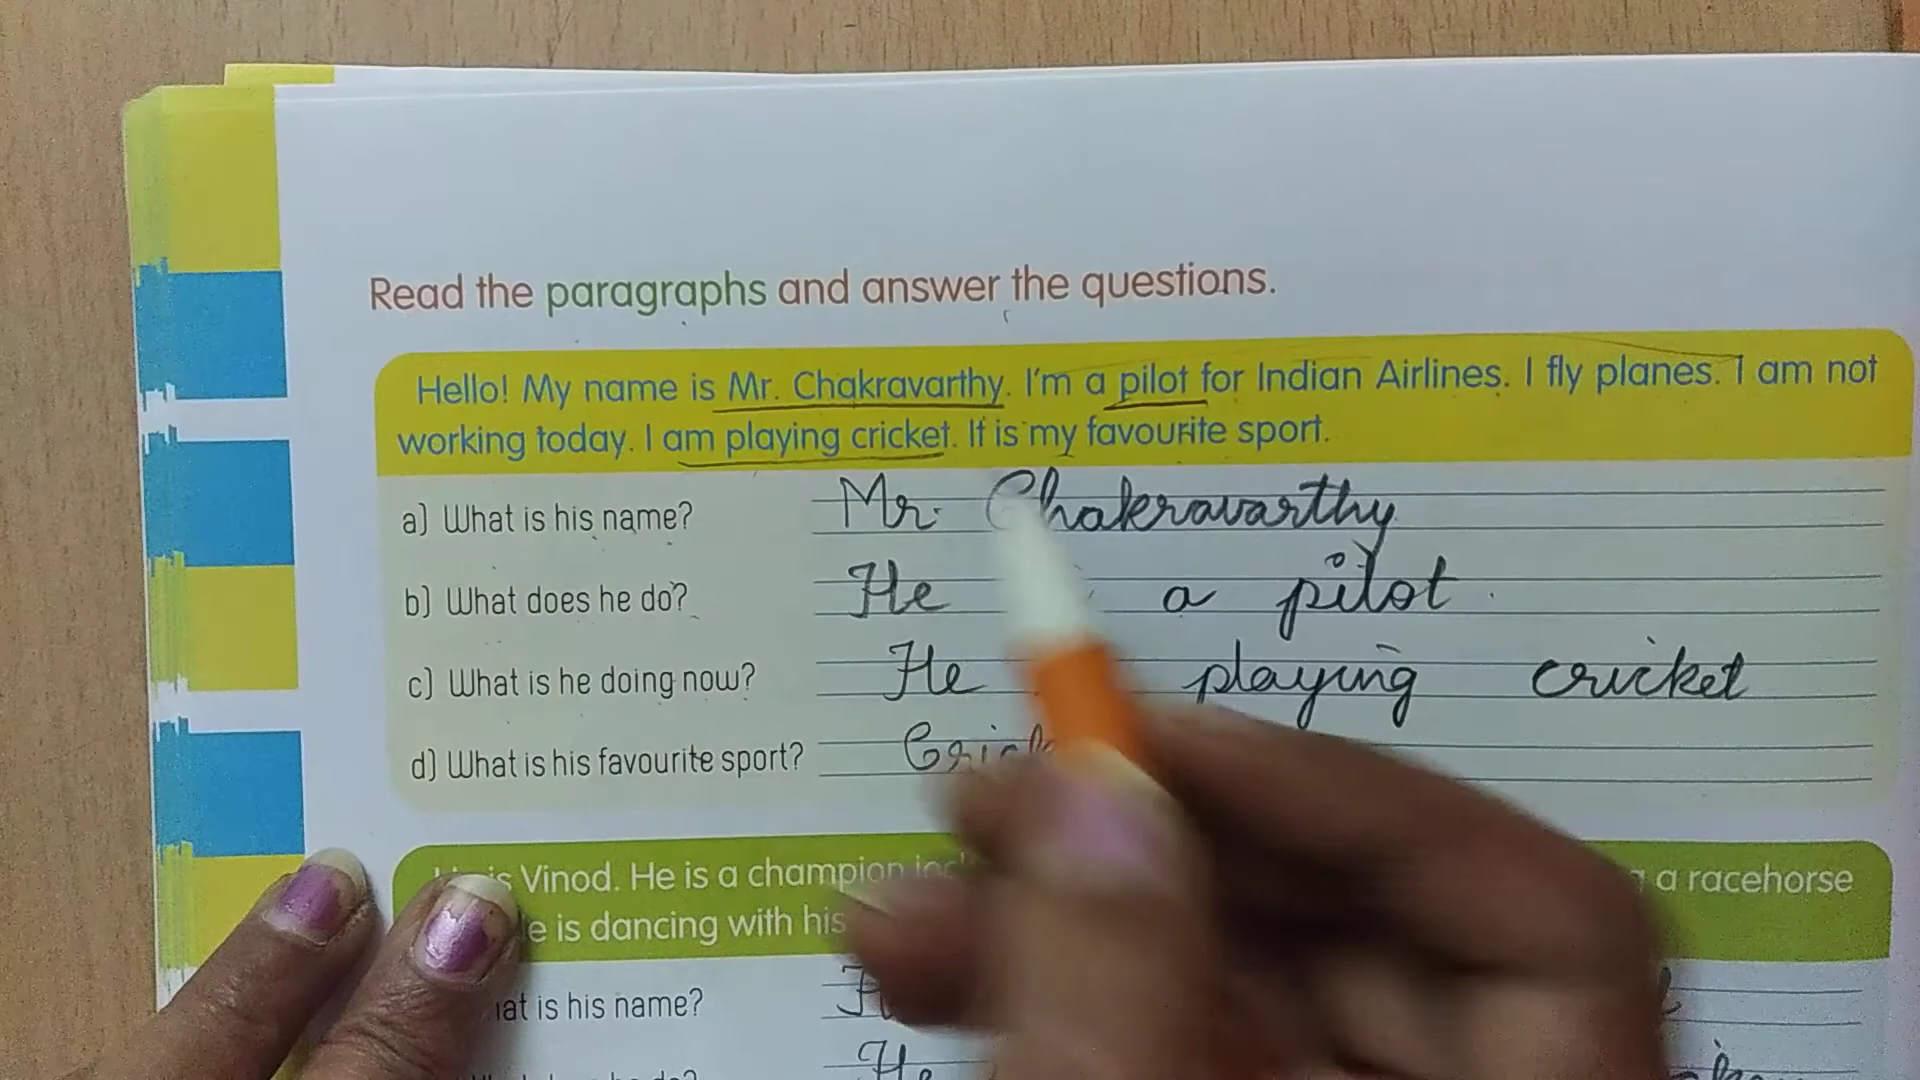 Read the paragraphs and answer the questions.
Hello! My name is Mr. Chakravarthy. I'm a pilot for Indian Airlines. I fly planes. I am not
working today. I am playing cricket. It is my favourite sport.
a) What is his name? Mr. Chakravarthy
b) What does he do? He a pilot.
c) What is he doing now? He playing cricket
d) What is his favourite sport?
is Vinod. He is a champion a racehorse
is dancing with his
is his name?
He